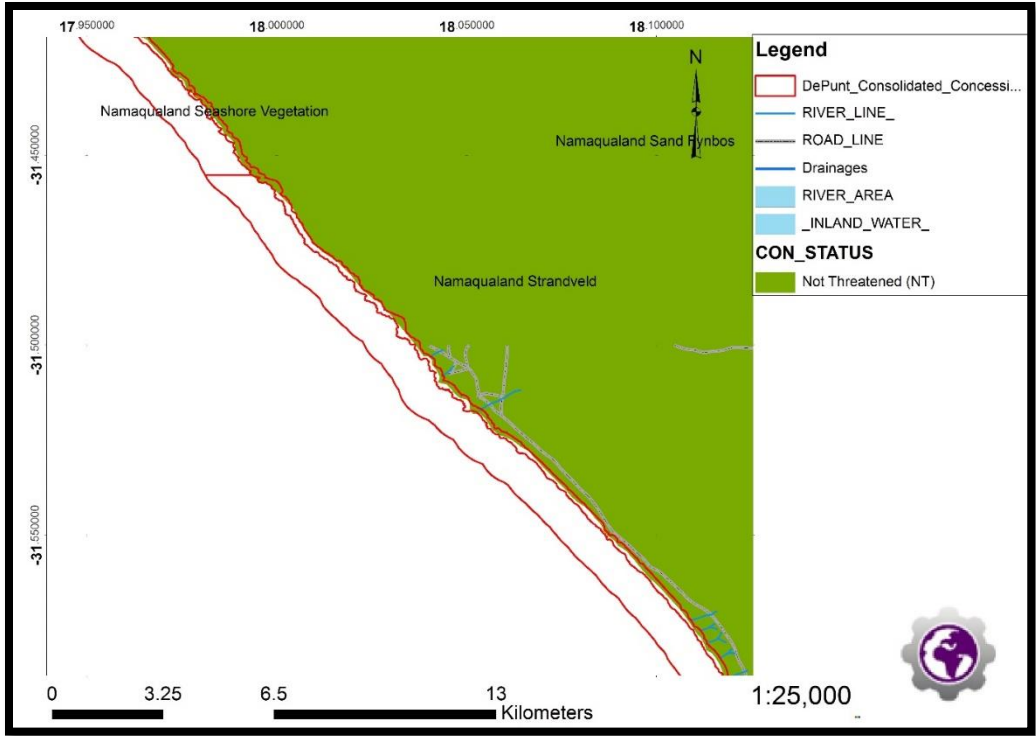 17.950000 18.000000 18.050000 18.100000
Legend
N
DePunt_Consolidated_Concessi...
Namaqualand Seashore Vegetation
RIVER_LINE_
Namaqualand Sand Fynbos
ROAD_LINE
-31.450000
Drainages
RIVER_AREA
_INLAND_WATER_
CON_STATUS
Namaqualand Strandveld
Not Threatened (NT)
-31.500000
-31.550000
0 3.25 6.5 13
Kilometers
1:25,000